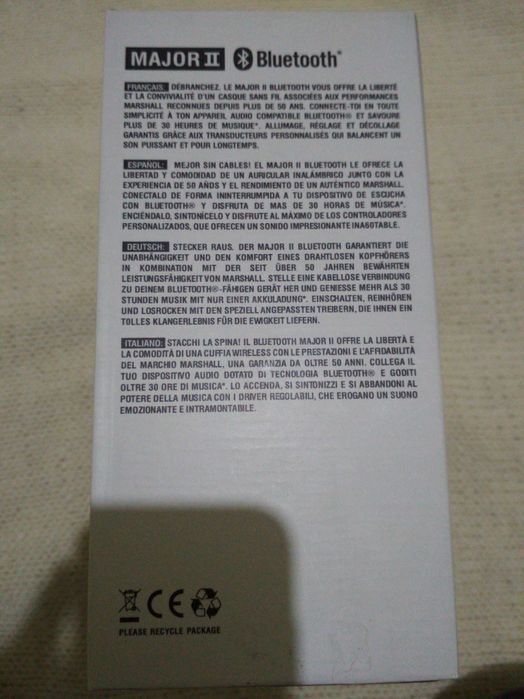 MAJOR II Bluetooth®
FRANÇAIS: DÉBRANCHEZ. LE MAJOR II BLUETOOTH VOUS OFFRE LA LIBERTÉ
ET LA CONVIVIALITÉ D'UN CASQUE SANS FIL ASSOCIÉES AUX PERFORMANCES
MARSHALL RECONNUES DEPUIS PLUS DE 50 ANS. CONNECTE-TOI EN TOUTE
SIMPLICITÉ À TON APPAREIL AUDIO COMPATIBLE BLUETOOTH® ET SAVOURE
PLUS DE 30 HEURES DE MUSIQUE*. ALLUMAGE, RÉGLAGE ET DÉCOLLAGE
GARANTIS GRÂCE AUX TRANSDUCTEURS PERSONNALISÉS QUI BALANCENT UN
SON PUISSANT ET POUR LONGTEMPS.
ESPAÑOL: MEJOR SIN CABLES! EL MAJOR II BLUETOOTH LE OFRECE LA
LIBERTAD Y COMODIDAD DE UN AURICULAR INALÁMBRICO JUNTO CON LA
EXPERIENCIA DE 50 AÑOS Y EL RENDIMIENTO DE UN AUTÉNTICO MARSHALL.
CONECTALO DE FORMA ININTERRUMPIDA A TU DISPOSITIVO DE ESCUCHA
CON BLUETOOTH® Y DISFRUTA DE MAS DE 30 HORAS DE MÚSICA*.
ENCIÉNDALO, SINTONÍCELO Y DISFRUTE AL MÁXIMO DE LOS CONTROLADORES
PERSONALIZADOS, QUE OFRECEN UN SONIDO IMPRESIONANTE INAGOTABLE.
DEUTSCH: STECKER RAUS. DER MAJOR II BLUETOOTH GARANTIERT DIE
UNABHÄNGIGKEIT UND DEN KOMFORT EINES DRAHTLOSEN KOPFHÖRERS
IN KOMBINATION MIT DER SEIT ÜBER 50 JAHREN BEWÄHRTEN
LEISTUNGSFÄHIGKEIT VON MARSHALL. STELLE EINE KABELLOSE VERBINDUNG
ZU DEINEM BLUETOOTH®-FÄHIGEN GERÄT HER UND GENIESSE MEHR ALS 30
STUNDEN MUSIK MIT NUR EINER AKKULADUNG*. EINSCHALTEN, REINHÖREN
UND LOSROCKEN MIT DEN SPEZIELL ANGEPASSTEN TREIBERN, DIE IHNEN EIN
TOLLES KLANGERLEBNIS FÜR DIE EWIGKEIT LIEFERN.
ITALIANO: STACCHI LA SPINA! IL BLUETOOTH MAJOR II OFFRE LA LIBERTÀ E
LA COMODITÀ DI UNA CUFFIA WIRELESS CON LE PRESTAZIONI E L'AFFIDABILITÀ
DEL MARCHIO MARSHALL, UNA GARANZIA DA OLTRE 50 ANNI. COLLEGA IL
TUO DISPOSITIVO AUDIO DOTATO DI TECNOLOGIA BLUETOOTH® E GODITI
OLTRE 30 ORE DI MUSICA*. LO ACCENDA, SI SINTONIZZI E SI ABBANDONI AL
POTERE DELLA MUSICA CON I DRIVER REGOLABILI, CHE EROGANO UN SUONO
EMOZIONANTE E INTRAMONTABILE.
CE
PLEASE RECYCLE PACKAGE